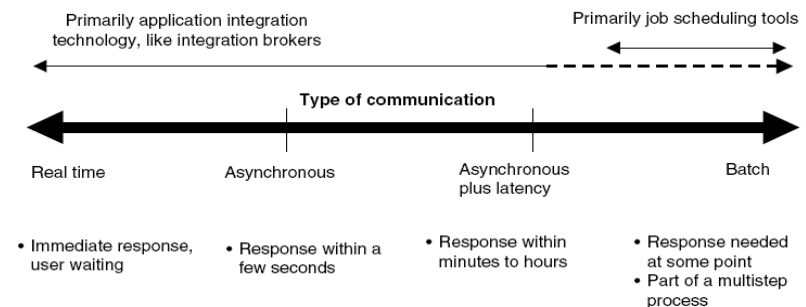 Primarily application integration
technology, like integration brokers
Primarily job scheduling tools
Type of communication
Real time
Asynchronous
Asynchronous
plus latency
Batch
• Immediate response,
user waiting
• Response within a
few seconds
• Response within
minutes to hours
• Response needed
at some point
• Part of a multistep
process